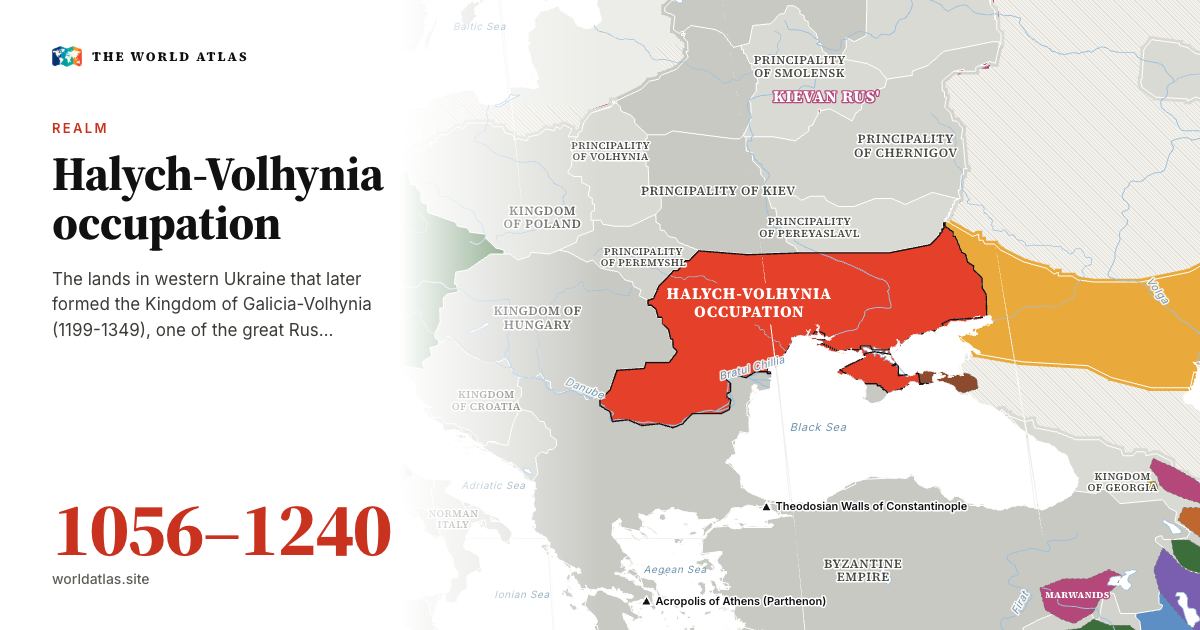 THE WORLD ATLAS
REALM
Halych-Volhynia
occupation
The lands in western Ukraine that later
formed the Kingdom of Galicia-Volhynia
(1199-1349), one of the great Rus...
1056–1240
worldatlas.site
Baltic Sea
PRINCIPALITY
OF SMOLENSK
KIEVAN RUS'
PRINCIPALITY
OF VOLHYNIA
PRINCIPALITY
OF CHERNIGOV
PRINCIPALITY OF KIEV
KINGDOM
OF POLAND
PRINCIPALITY
OF PEREYASLAVL
PRINCIPALITY
OF PEREMYSHL
HALYCH-VOLHYNIA
OCCUPATION
Volga
KINGDOM OF
HUNGARY
Bratul Chillia
Danube
KINGDOM
OF CROATIA
Black Sea
Adriatic Sea
KINGDOM
OF GEORGIA
NORMAN
ITALY
Theodosian Walls of Constantinople
Aegean Sea
BYZANTINE
EMPIRE
Ionian Sea
Acropolis of Athens (Parthenon)
Firat
MARWANIDS